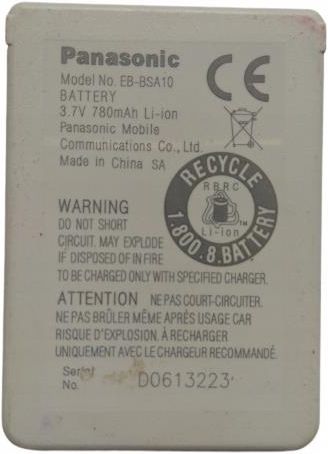 Panasonic
Model No. EB-BSA10
BATTERY
3.7V 780mAh Li-ion
Panasonic Mobile
Communications Co., Ltd.
Made in China SA
CE
RECYCLE
RBRC
Li-ion
1.800.8.BATTERY
TM
WARNING
DO NOT SHORT
CIRCUIT. MAY EXPLODE
IF DISPOSED OF IN FIRE
TO BE CHARGED ONLY WITH SPECIFIED CHARGER.
ATTENTION NE PAS COURT-CIRCUITER.
NE PAS BRÛLER MÊME APRÈS USAGE CAR
RISQUE D'EXPLOSION. À RECHARGER
UNIQUEMENT AVEC LE CHARGEUR RECOMMANDÉ.
Serial
No. D0613223